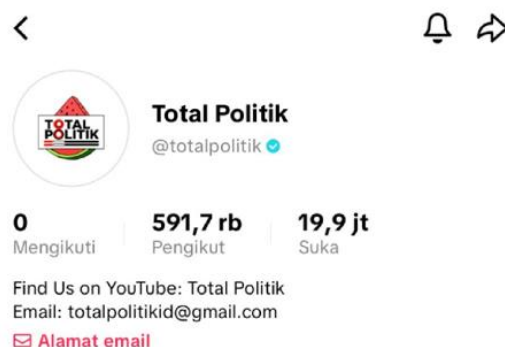 TOTAL
POLITIK
Total Politik
@totalpolitik
0 591,7 rb 19,9 jt
Mengikuti Pengikut Suka
Find Us on YouTube: Total Politik
Email: totalpolitikid@gmail.com
Alamat email